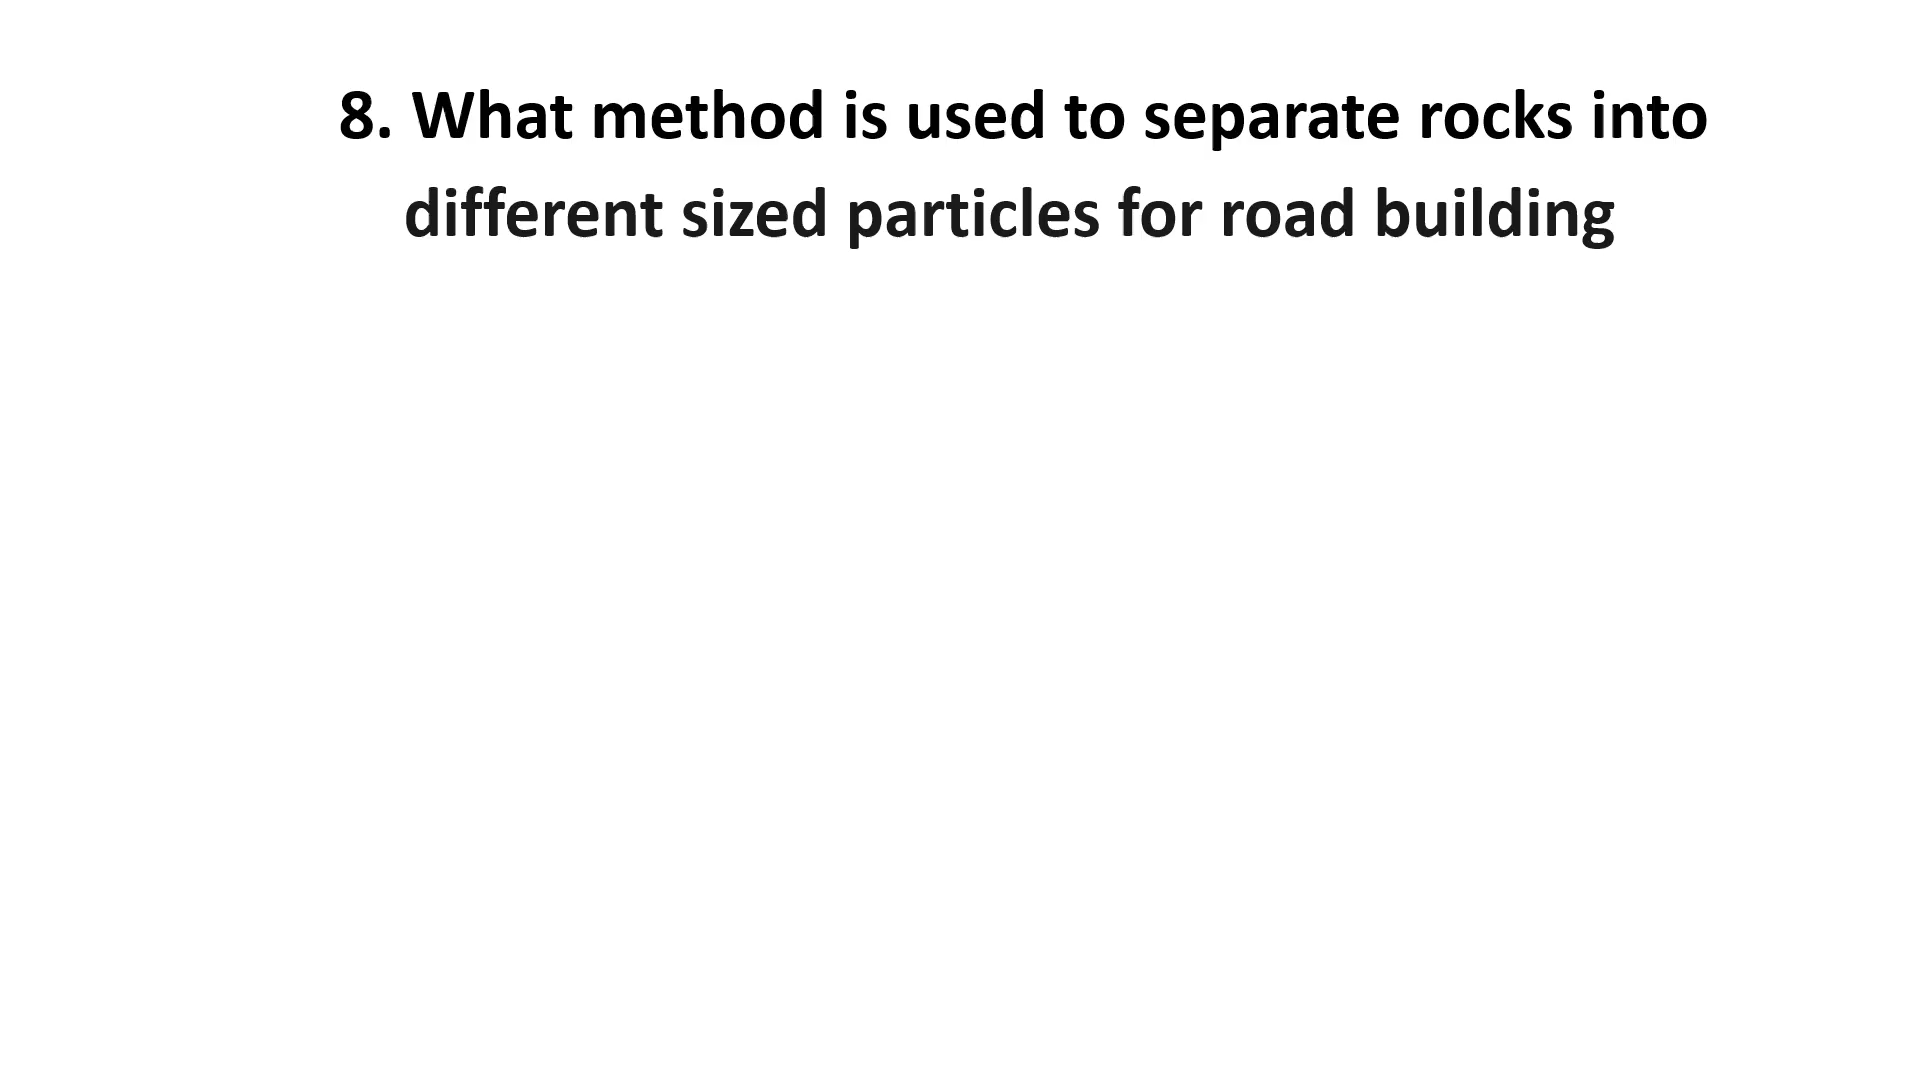 8. What method is used to separate rocks into
different sized particles for road building